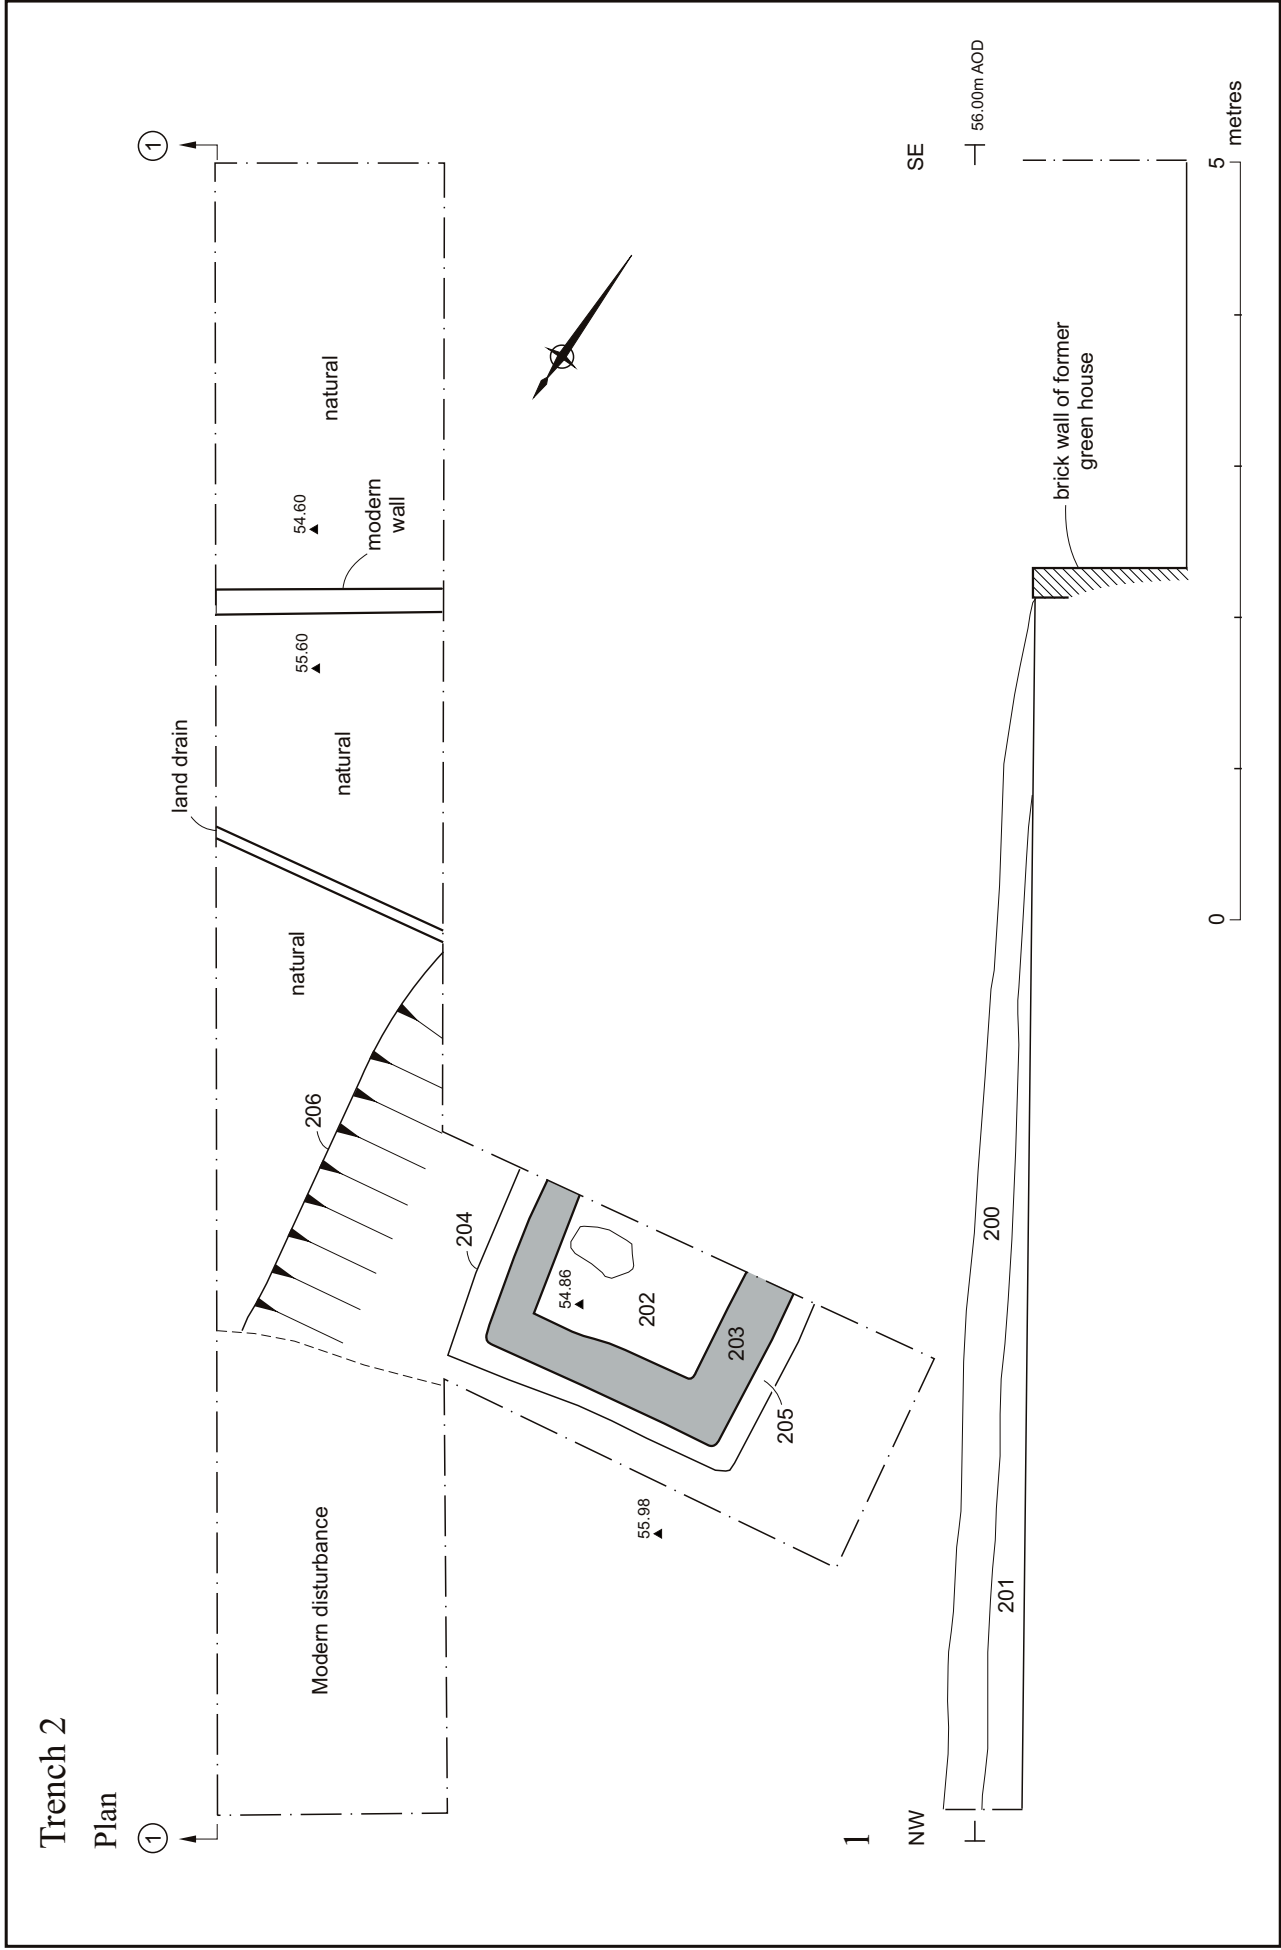 Trench 2
Plan
1
1
land drain
natural
54.60
modern
wall
55.60
natural
natural
206
Modern disturbance
204
54.86
202
203
205
55.98
1
NW
SE
56.00m AOD
200
201
brick wall of former
green house
0
5
metres